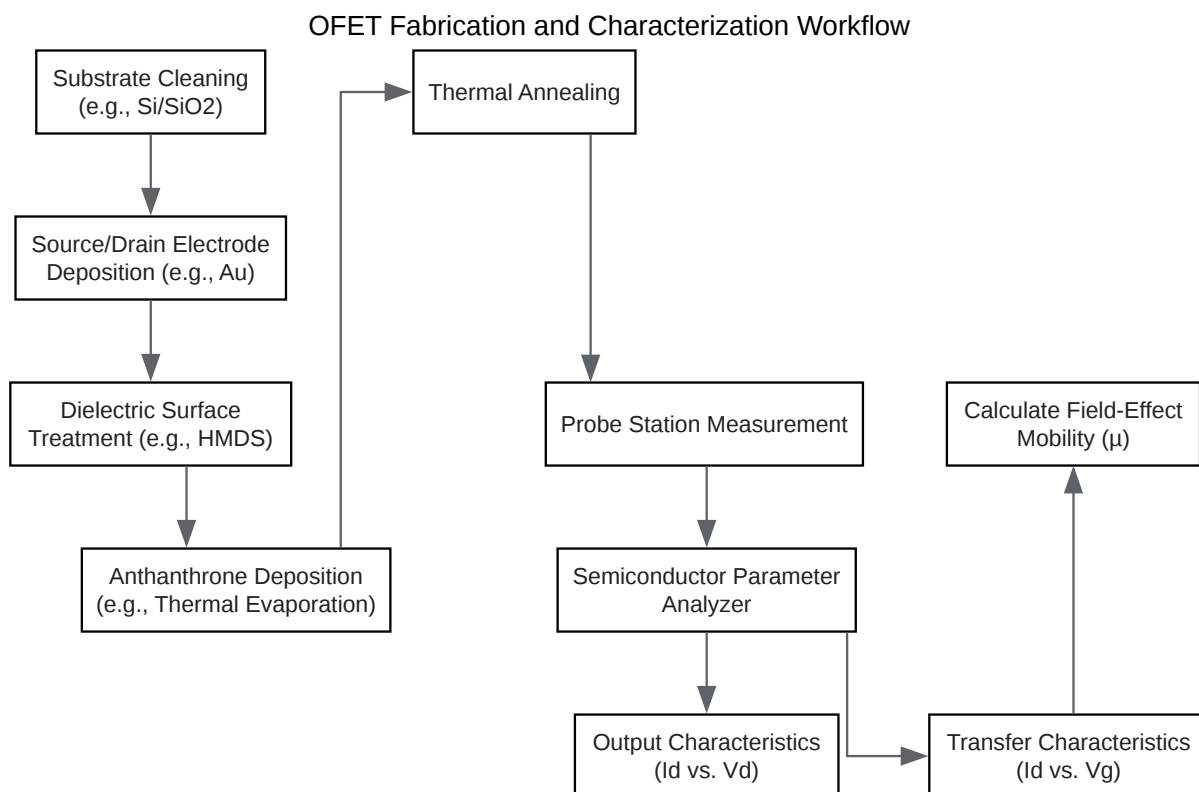 OFET Fabrication and Characterization Workflow
Substrate Cleaning
(e.g., Si/SiO2)
Source/Drain Electrode
Deposition (e.g., Au)
Dielectric Surface
Treatment (e.g., HMDS)
Anthanthrone Deposition
(e.g., Thermal Evaporation)
Thermal Annealing
Probe Station Measurement
Semiconductor Parameter
Analyzer
Output Characteristics
(Id vs. Vd)
Transfer Characteristics
(Id vs. Vg)
Calculate Field-Effect
Mobility (μ)